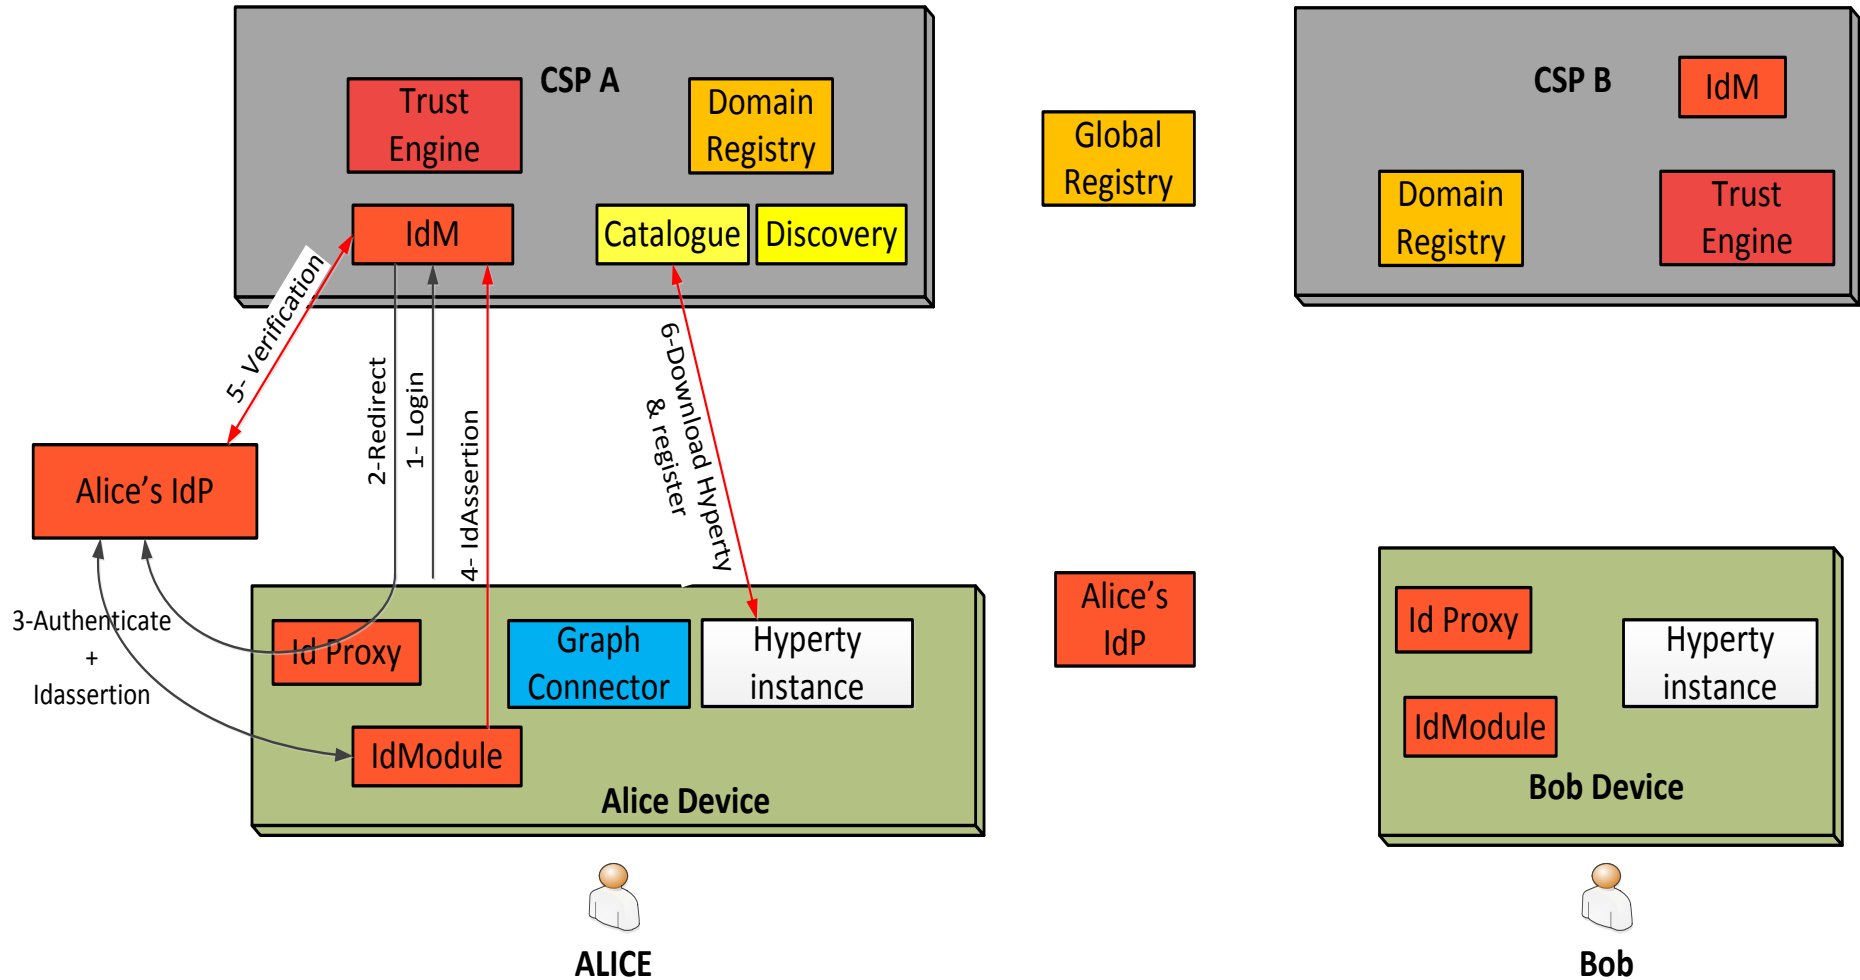 CSP A
Trust
Engine
Domain
Registry
IdM
Catalogue
Discovery
Global
Registry
CSP B
IdM
Domain
Registry
Trust
Engine
5- Verification
2-Redirect
1- Login
4- IdAssertion
6-Download Hyperty
& register
Alice’s IdP
3-Authenticate
+
Idassertion
Id Proxy
Graph
Connector
Hyperty
instance
IdModule
Alice Device
Alice’s
IdP
Id Proxy
Hyperty
instance
IdModule
Bob Device
ALICE
Bob